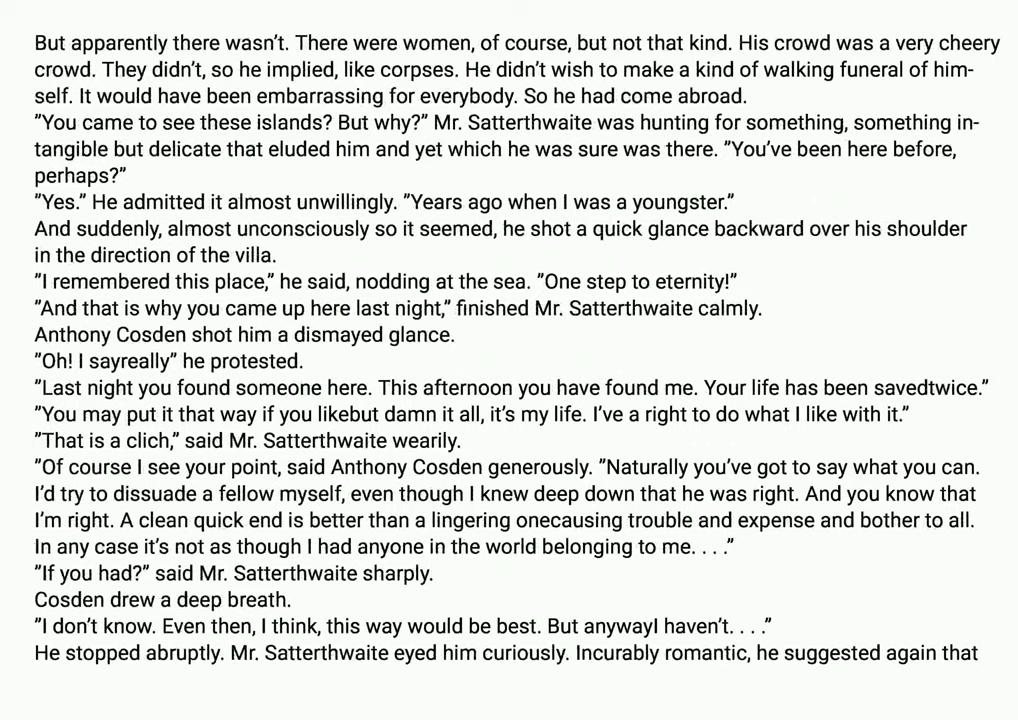 But apparently there wasn’t. There were women, of course, but not that kind. His crowd was a very cheery
crowd. They didn’t, so he implied, like corpses. He didn’t wish to make a kind of walking funeral of him-
self. It would have been embarrassing for everybody. So he had come abroad.
”You came to see these islands? But why?” Mr. Satterthwaite was hunting for something, something in-
tangible but delicate that eluded him and yet which he was sure was there. ”You’ve been here before,
perhaps?”
”Yes.” He admitted it almost unwillingly. ”Years ago when I was a youngster.”
And suddenly, almost unconsciously so it seemed, he shot a quick glance backward over his shoulder
in the direction of the villa.
”I remembered this place,” he said, nodding at the sea. ”One step to eternity!”
”And that is why you came up here last night,” finished Mr. Satterthwaite calmly.
Anthony Cosden shot him a dismayed glance.
”Oh! I sayreally” he protested.
”Last night you found someone here. This afternoon you have found me. Your life has been savedtwice.”
”You may put it that way if you likebut damn it all, it’s my life. I’ve a right to do what I like with it.”
”That is a clich,” said Mr. Satterthwaite wearily.
”Of course I see your point, said Anthony Cosden generously. ”Naturally you’ve got to say what you can.
I’d try to dissuade a fellow myself, even though I knew deep down that he was right. And you know that
I’m right. A clean quick end is better than a lingering onecausing trouble and expense and bother to all.
In any case it’s not as though I had anyone in the world belonging to me. . . .”
”If you had?” said Mr. Satterthwaite sharply.
Cosden drew a deep breath.
”I don’t know. Even then, I think, this way would be best. But anywayI haven’t. . . .”
He stopped abruptly. Mr. Satterthwaite eyed him curiously. Incurably romantic, he suggested again that